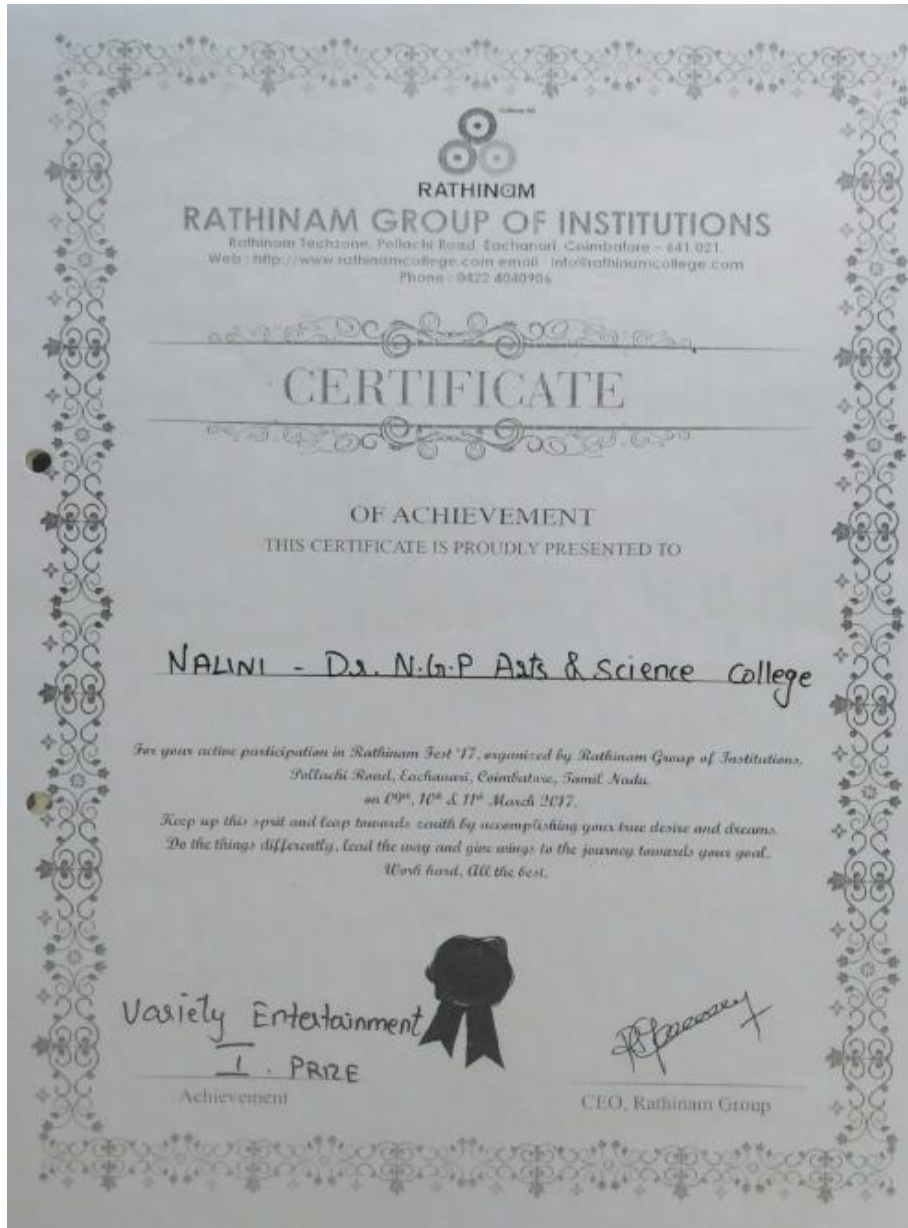 RATHINAM
RATHINAM GROUP OF INSTITUTIONS
Rathinam Techzone, Pollachi Road, Eachanari, Coimbatore - 641 021.
Web : http://www.rathinamcollege.com email : info@rathinamcollege.com
Phone : 0422 4040906
CERTIFICATE
OF ACHIEVEMENT
THIS CERTIFICATE IS PROUDLY PRESENTED TO
NALINI - Dr. N.G.P Arts & Science College
For your active participation in Rathinam Fest '17, organized by Rathinam Group of Institutions,
Pollachi Road, Eachanari, Coimbatore, Tamil Nadu
on 09th, 10th & 11th March 2017.
Keep up this sprit and leap towards zenith by accomplishing your true desire and dreams.
Do the things differently, lead the way and give wings to the journey towards your goal.
Work hard, All the best.
Variety Entertainment
I . PRIZE
Achievement
CEO, Rathinam Group